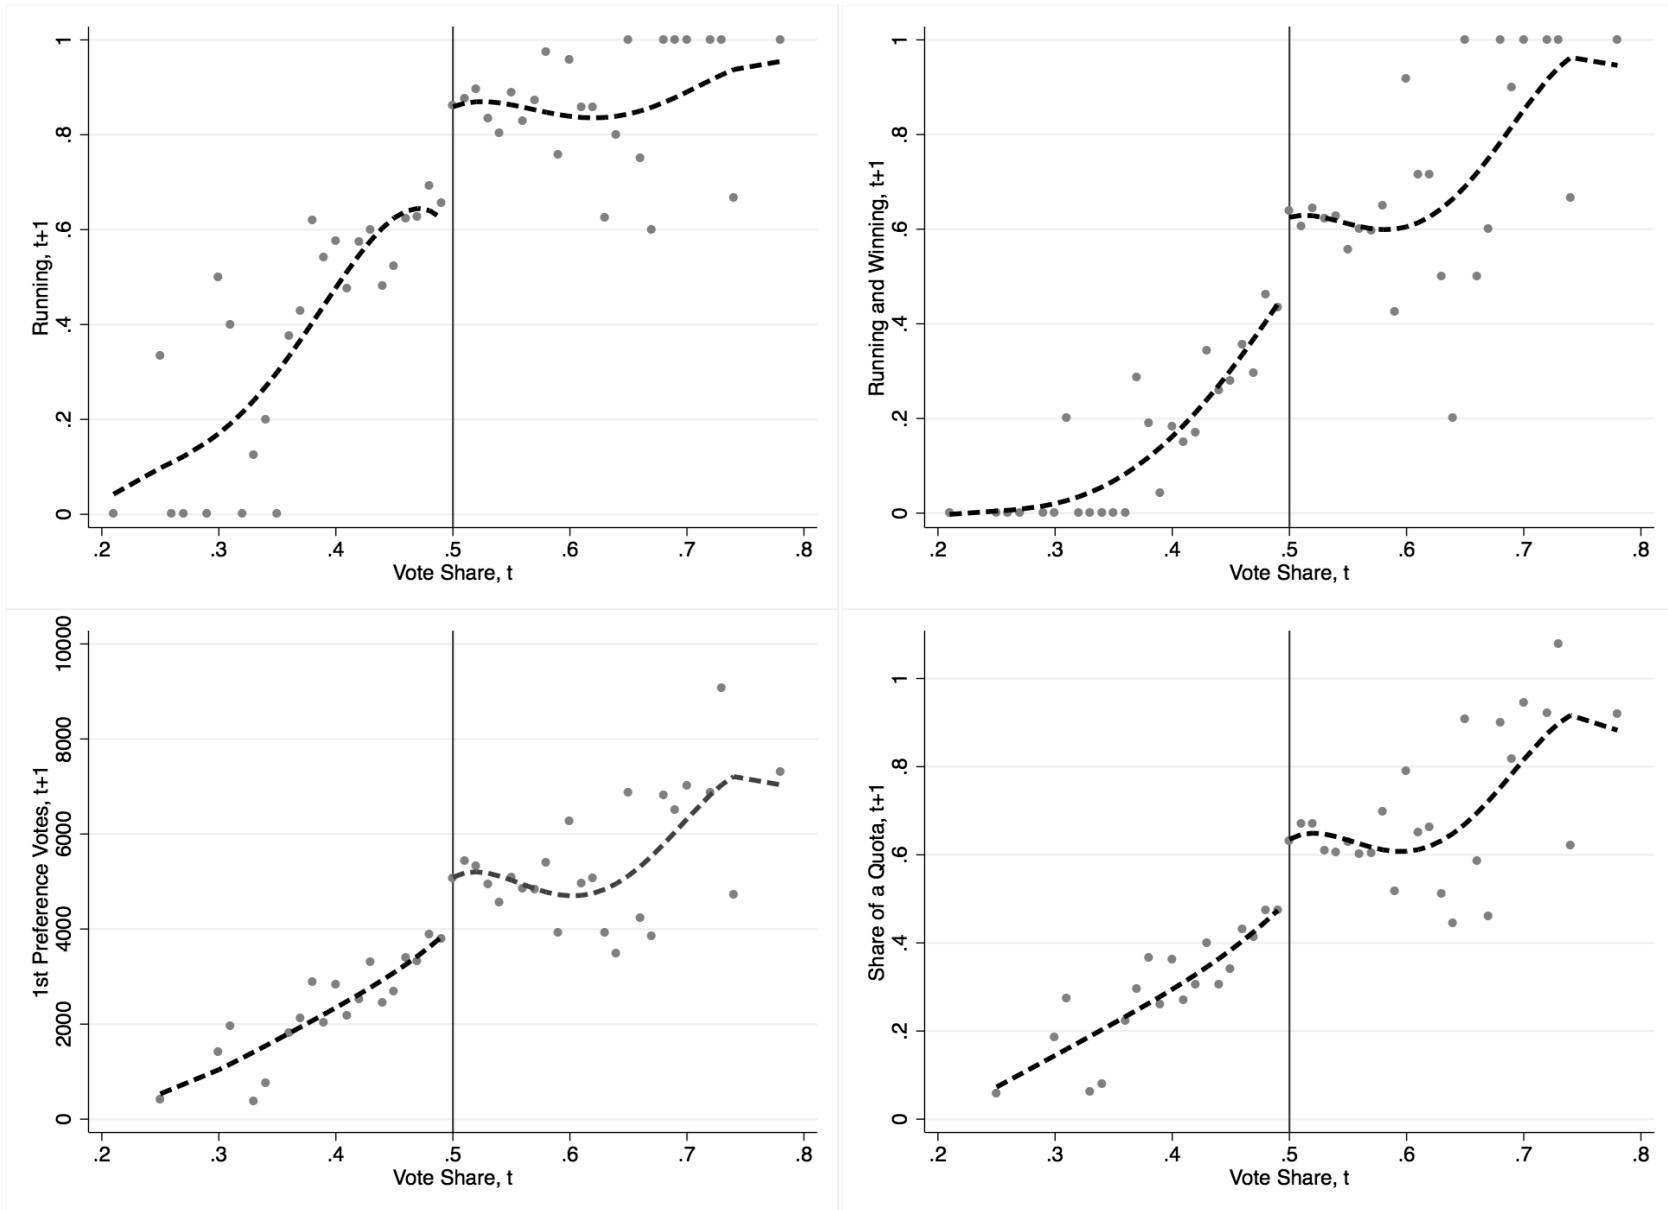 Running, t+1
1
.8
.6
.4
.2
0
.2 .3 .4 .5 .6 .7 .8
Vote Share, t
Running and Winning, t+1
1
.8
.6
.4
.2
0
.2 .3 .4 .5 .6 .7 .8
Vote Share, t
1st Preference Votes, t+1
10000
8000
6000
4000
2000
0
.2 .3 .4 .5 .6 .7 .8
Vote Share, t
Share of a Quota, t+1
1
.8
.6
.4
.2
0
.2 .3 .4 .5 .6 .7 .8
Vote Share, t